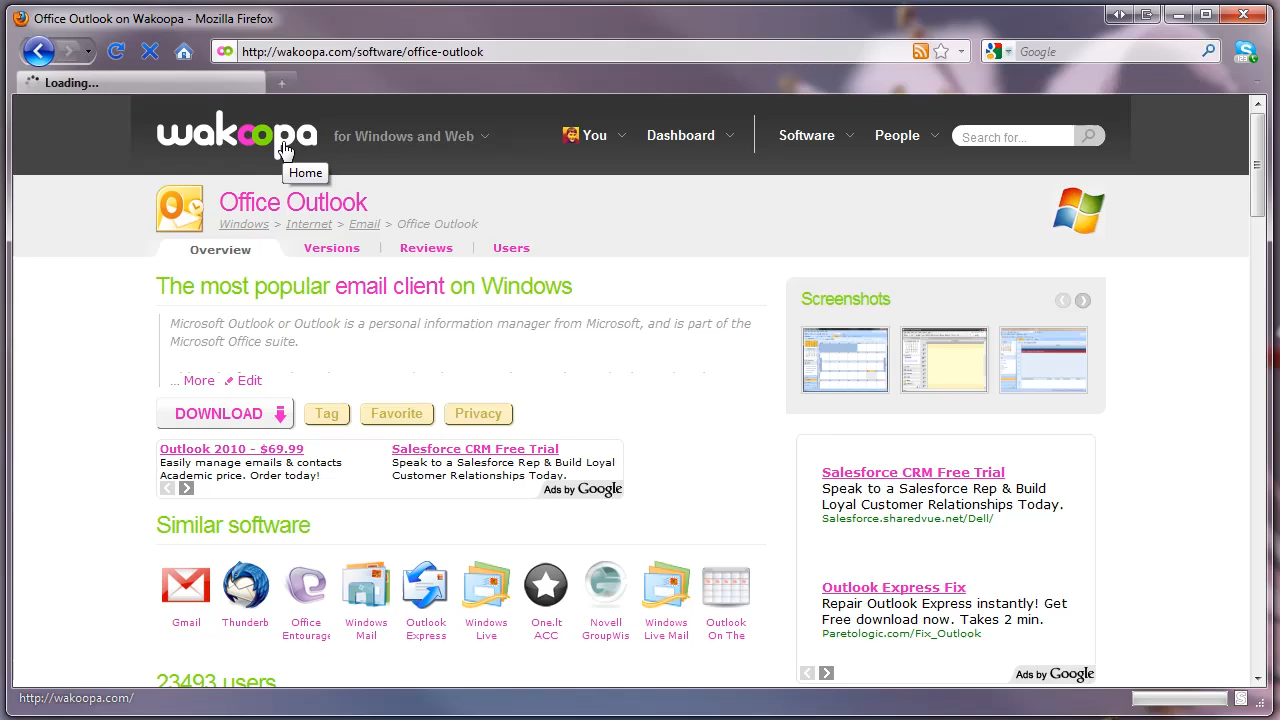 Office Outlook on Wakoopa - Mozilla Firefox
http://wakoopa.com/software/office-outlook
Google
Loading...
wakoopa
for Windows and Web
You
Dashboard
Software
People
Search for...
Home
Office Outlook
Windows > Internet > Email > Office Outlook
Overview
Versions
Reviews
Users
The most popular email client on Windows
Microsoft Outlook or Outlook is a personal information manager from Microsoft, and is part of the
Microsoft Office suite.
... More
Edit
DOWNLOAD
Tag
Favorite
Privacy
Outlook 2010 - $69.99
Easily manage emails & contacts
Academic price. Order today!
Salesforce CRM Free Trial
Speak to a Salesforce Rep & Build Loyal
Customer Relationships Today.
Ads by Google
Similar software
Gmail
Thunderb
Office
Entourage
Windows
Mail
Outlook
Express
Windows
Live
One.lt
ACC
Novell
GroupWis
Windows
Live Mail
Outlook
On The
23493 users
Screenshots
Salesforce CRM Free Trial
Speak to a Salesforce Rep & Build
Loyal Customer Relationships Today.
Salesforce.sharedvue.net/Dell/
Outlook Express Fix
Repair Outlook Express instantly! Get
Free download now. Takes 2 min.
Paretologic.com/Fix_Outlook
Ads by Google
http://wakoopa.com/